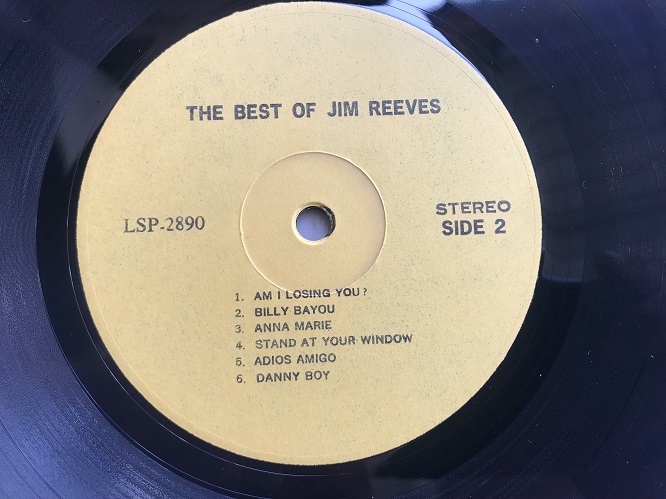 THE BEST OF JIM REEVES
LSP-2890
STEREO
SIDE 2
1. AM I LOSING YOU?
2. BILLY BAYOU
3. ANNA MARIE
4. STAND AT YOUR WINDOW
5. ADIOS AMIGO
6. DANNY BOY